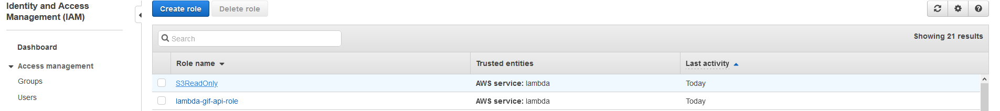 Identity and Access
Management (IAM)
Dashboard
Access management
Groups
Users
Create role
Delete role
Search
Showing 21 results
Role name
Trusted entities
Last activity
S3ReadOnly
AWS service: lambda
Today
lambda-gif-api-role
AWS service: lambda
Today